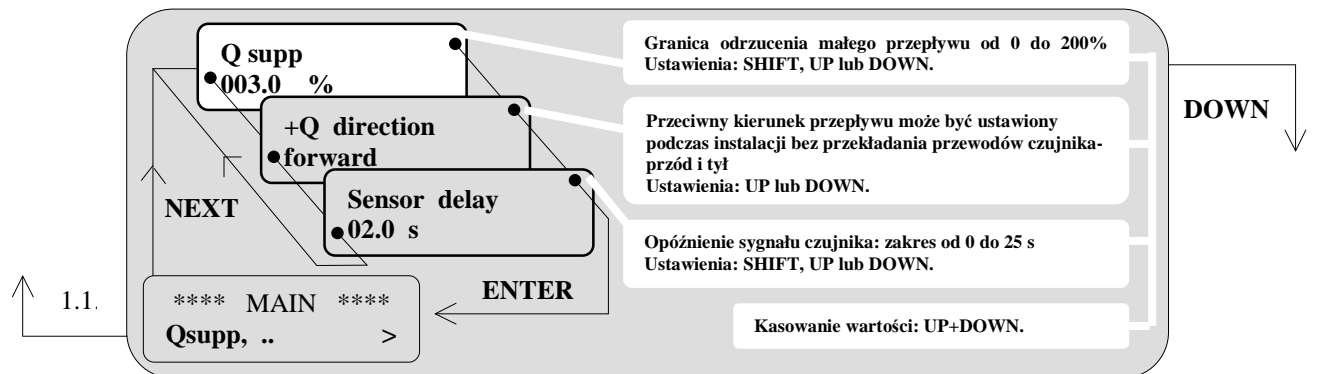 Q supp
003.0 %
+Q direction
forward
Sensor delay
02.0 s
NEXT
ENTER
1.1.
**** MAIN ****
Qsupp, .. >
Granica odrzucenia małego przepływu od 0 do 200%
Ustawienia: SHIFT, UP lub DOWN.
Przeciwny kierunek przepływu może być ustawiony
podczas instalacji bez przekładania przewodów czujnika-
przód i tył
Ustawienia: UP lub DOWN.
Opóźnienie sygnału czujnika: zakres od 0 do 25 s
Ustawienia: SHIFT, UP lub DOWN.
Kasowanie wartości: UP+DOWN.
DOWN